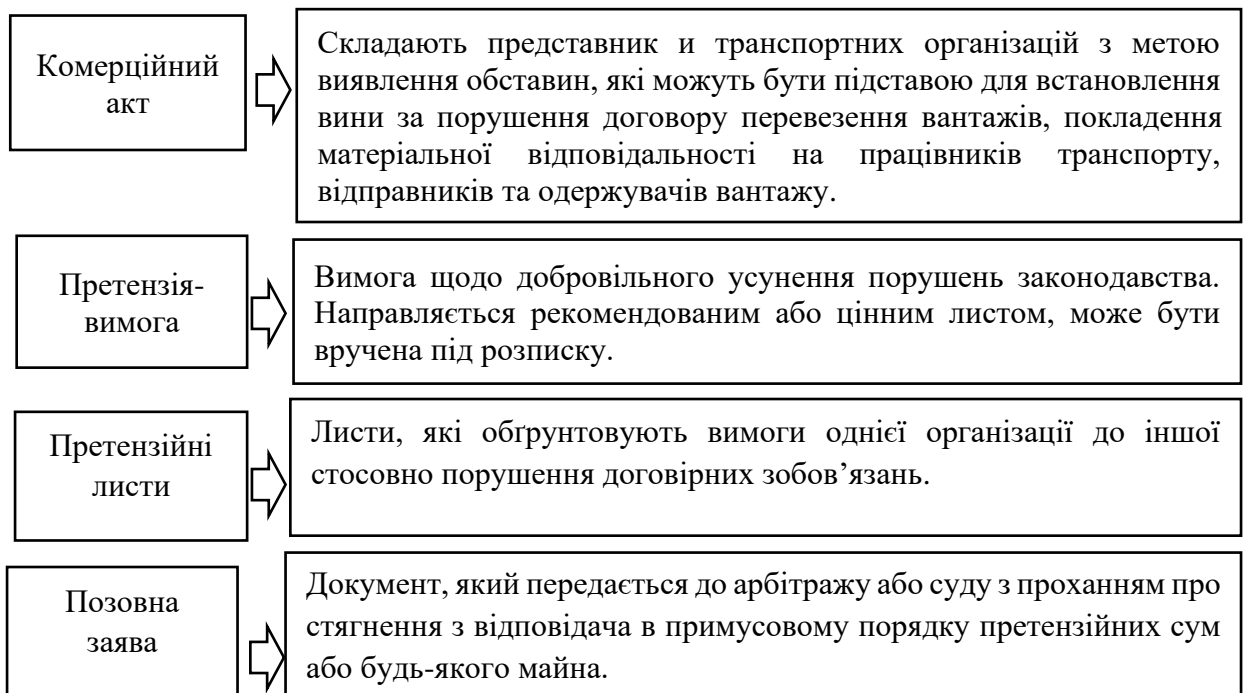 Комерційний
акт
Складають представник и транспортних організацій з метою
виявлення обставин, які можуть бути підставою для встановлення
вини за порушення договору перевезення вантажів, покладення
матеріальної відповідальності на працівників транспорту,
відправників та одержувачів вантажу.
Претензія-
вимога
Вимога щодо добровільного усунення порушень законодавства.
Направляється рекомендованим або цінним листом, може бути
вручена під розписку.
Претензійні
листи
Листи, які обґрунтовують вимоги однієї організації до іншої
стосовно порушення договірних зобов’язань.
Позовна
заява
Документ, який передається до арбітражу або суду з проханням про
стягнення з відповідача в примусовому порядку претензійних сум
або будь-якого майна.